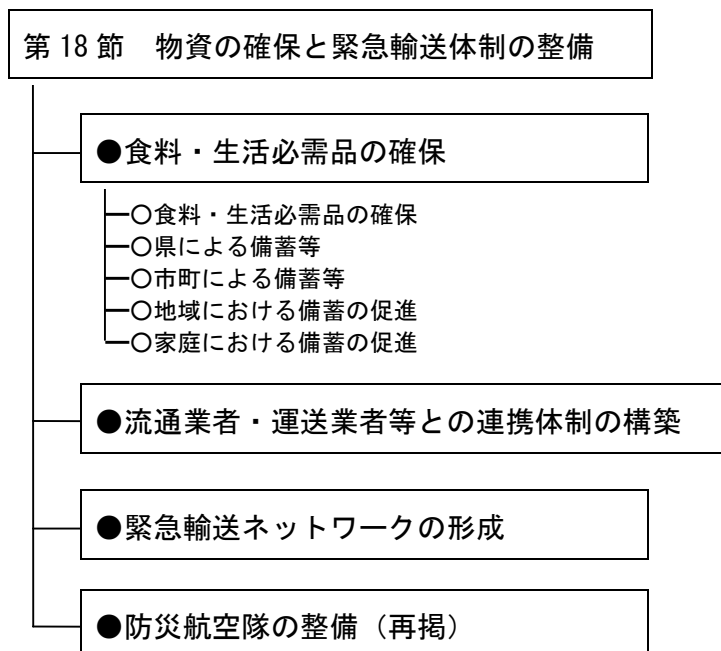 第18節　物資の確保と緊急輸送体制の整備
●食料・生活必需品の確保
○食料・生活必需品の確保
○県による備蓄等
○市町による備蓄等
○地域における備蓄の促進
○家庭における備蓄の促進
●流通業者・運送業者等との連携体制の構築
●緊急輸送ネットワークの形成
●防災航空隊の整備（再掲）